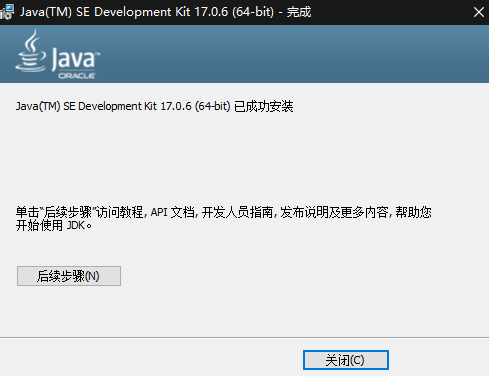 Java(TM) SE Development Kit 17.0.6 (64-bit) - 完成
Java™
ORACLE
Java(TM) SE Development Kit 17.0.6 (64-bit) 已成功安装
单击“后续步骤”访问教程, API 文档, 开发人员指南, 发布说明及更多内容, 帮助您
开始使用 JDK。
后续步骤(N)
关闭(C)